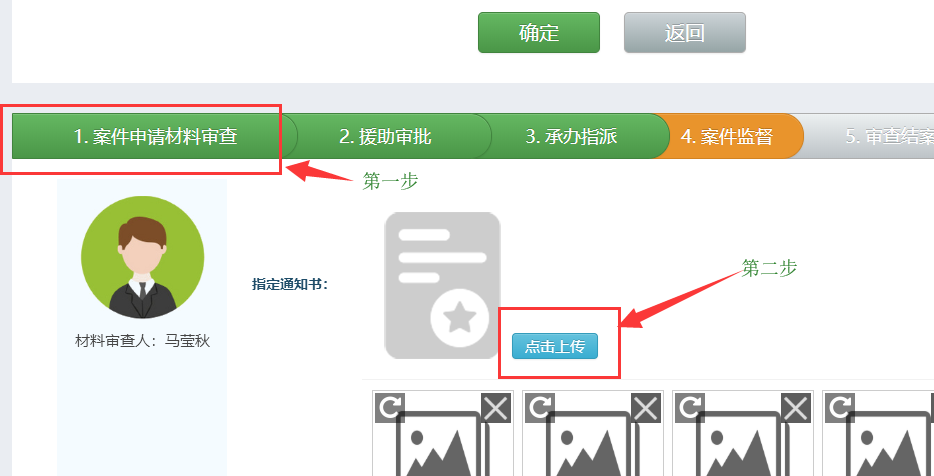 确定
返回
1. 案件申请材料审查
2. 援助审批
3. 承办指派
4. 案件监督
5. 审查结案
第一步
第二步
指定通知书：
点击上传
材料审查人：马莹秋